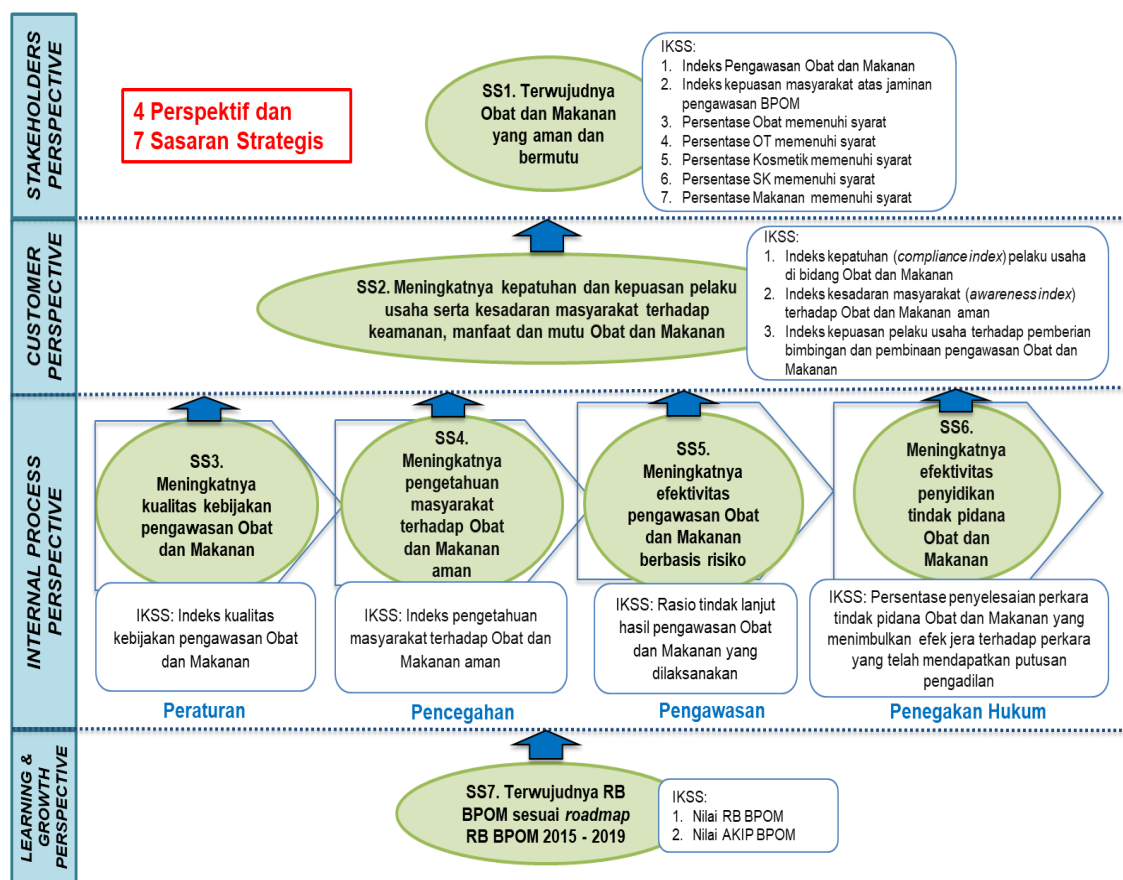 STAKEHOLDERS
PERSPECTIVE
4 Perspektif dan
7 Sasaran Strategis
SS1. Terwujudnya
Obat dan Makanan
yang aman dan
bermutu
IKSS:
1. Indeks Pengawasan Obat dan Makanan
2. Indeks kepuasan masyarakat atas jaminan
pengawasan BPOM
3. Persentase Obat memenuhi syarat
4. Persentase OT memenuhi syarat
5. Persentase Kosmetik memenuhi syarat
6. Persentase SK memenuhi syarat
7. Persentase Makanan memenuhi syarat
CUSTOMER
PERSPECTIVE
SS2. Meningkatnya kepatuhan dan kepuasan pelaku
usaha serta kesadaran masyarakat terhadap
keamanan, manfaat dan mutu Obat dan Makanan
IKSS:
1. Indeks kepatuhan (compliance index) pelaku usaha
di bidang Obat dan Makanan
2. Indeks kesadaran masyarakat (awareness index)
terhadap Obat dan Makanan aman
3. Indeks kepuasan pelaku usaha terhadap pemberian
bimbingan dan pembinaan pengawasan Obat dan
Makanan
INTERNAL PROCESS
PERSPECTIVE
SS3.
Meningkatnya
kualitas kebijakan
pengawasan Obat
dan Makanan
IKSS: Indeks kualitas
kebijakan pengawasan Obat
dan Makanan
Peraturan
SS4.
Meningkatnya
pengetahuan
masyarakat
terhadap Obat
dan Makanan
aman
IKSS: Indeks pengetahuan
masyarakat terhadap Obat dan
Makanan aman
Pencegahan
SS5.
Meningkatnya
efektivitas
pengawasan Obat
dan Makanan
berbasis risiko
IKSS: Rasio tindak lanjut
hasil pengawasan Obat
dan Makanan yang
dilaksanakan
Pengawasan
SS6.
Meningkatnya
efektivitas
penyidikan
tindak pidana
Obat dan
Makanan
IKSS: Persentase penyelesaian perkara
tindak pidana Obat dan Makanan yang
menimbulkan efek jera terhadap perkara
yang telah mendapatkan putusan
pengadilan
Penegakan Hukum
LEARNING &
GROWTH
PERSPECTIVE
SS7. Terwujudnya RB
BPOM sesuai roadmap
RB BPOM 2015 - 2019
IKSS:
1. Nilai RB BPOM
2. Nilai AKIP BPOM